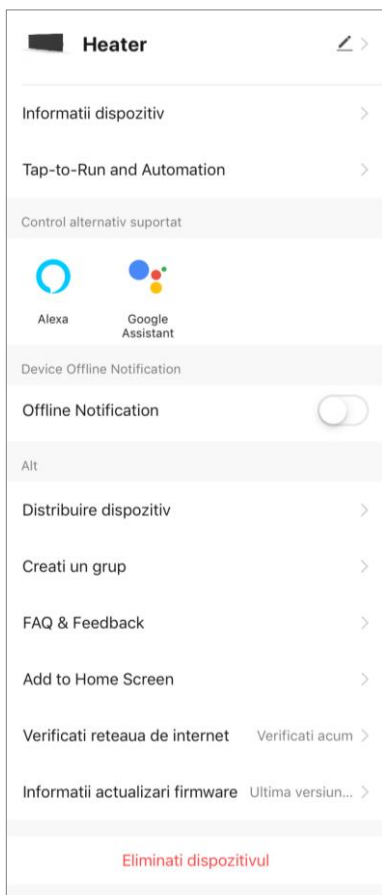 Heater
Informatii dispozitiv
Tap-to-Run and Automation
Control alternativ suportat
Alexa
Google
Assistant
Device Offline Notification
Offline Notification
Alt
Distribuire dispozitiv
Creati un grup
FAQ & Feedback
Add to Home Screen
Verificati reteaua de internet Verificati acum
Informatii actualizari firmware Ultima versiun...
Eliminati dispozitivul